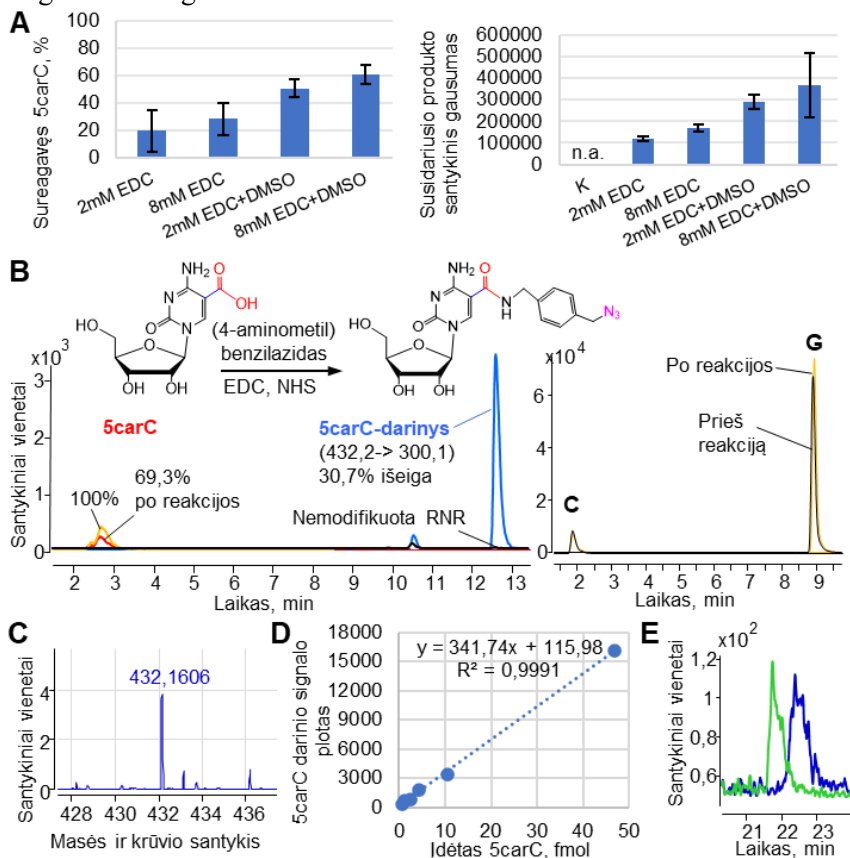 A
Sureagavęs 5carC, %
100
80
60
40
20
0
2mM EDC
8mM EDC
2mM EDC+DMSO
8mM EDC+DMSO
Susidariusio produkto
santykinis gausumas
600000
500000
400000
300000
200000
100000
0
n.a.
K
2mM EDC
8mM EDC
2mM EDC+DMSO
8mM EDC+DMSO
B
NH₂
O
OH
N
O
N
HO
O
OH OH
(4-aminometil)
benzilazidas
EDC, NHS
NH₂
O
N
H
N
O
N
N₃
HO
O
OH OH
Santykiniai vienetai
x10³
3
2
1
0
5carC
100%
69,3%
po reakcijos
5carC-darinys
(432,2-> 300,1)
30,7% išeiga
Nemodifikuota RNR
2 3 4 5 6 7 8 9 10 11 12 13
Laikas, min
x10⁴
6
4
2
0
G
Po reakcijos
Prieš
reakciją
C
2 3 4 5 6 7 8 9
Laikas, min
C
Santykiniai vienetai
4
2
0
432,1606
428 430 432 434 436
Masės ir krūvio santykis
D
5carC darinio signalo
plotas
18000
15000
12000
9000
6000
3000
0
y = 341,74x + 115,98
R² = 0,9991
0 10 20 30 40 50
Įdėtas 5carC, fmol
E
x10²
Santykiniai vienetai
1,2
1
0,8
0,6
21 22 23
Laikas, min